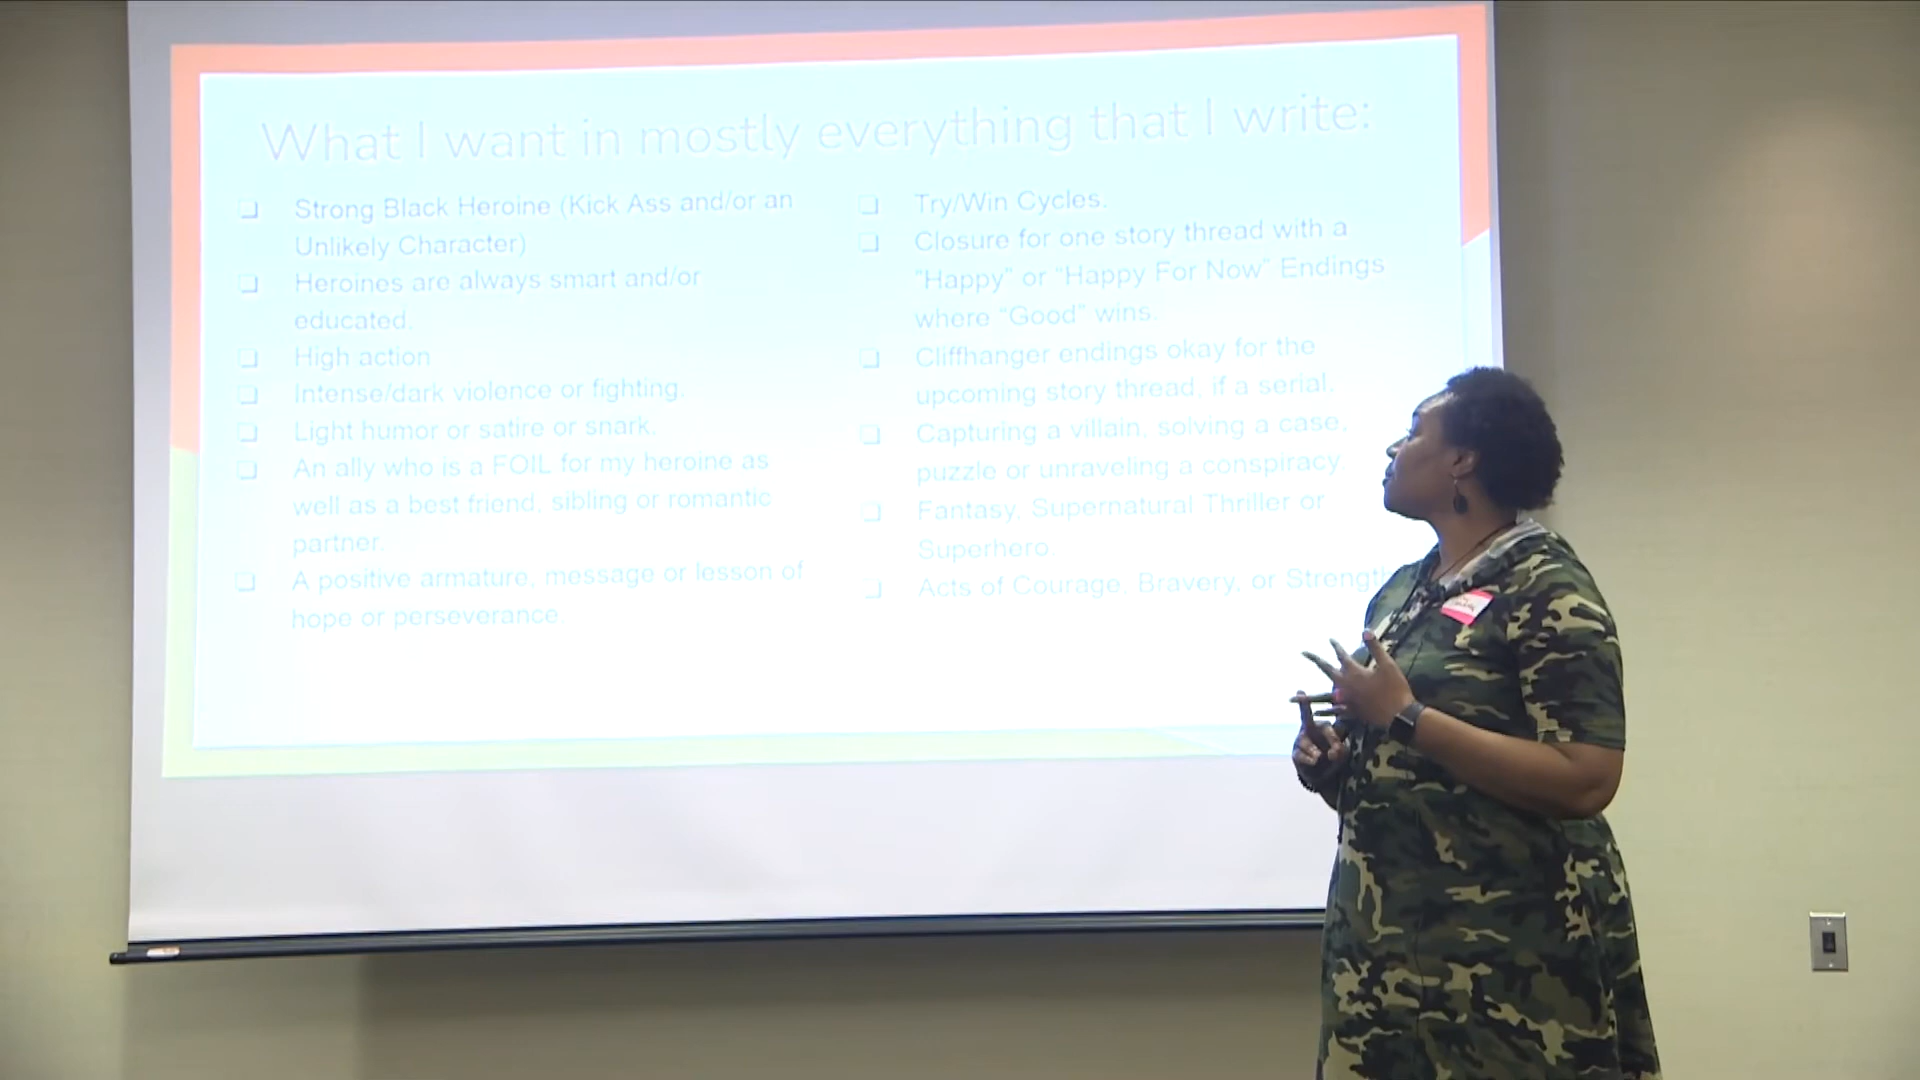 What I want in mostly everything that I write:
❑ Strong Black Heroine (Kick Ass and/or an
Unlikely Character)
❑ Heroines are always smart and/or
educated.
❑ High action
❑ Intense/dark violence or fighting.
❑ Light humor or satire or snark.
❑ An ally who is a FOIL for my heroine as
well as a best friend, sibling or romantic
partner.
❑ A positive armature, message or lesson of
hope or perseverance.
❑ Try/Win Cycles.
❑ Closure for one story thread with a
"Happy" or "Happy For Now" Endings
where "Good" wins.
❑ Cliffhanger endings okay for the
upcoming story thread, if a serial.
❑ Capturing a villain, solving a case,
puzzle or unraveling a conspiracy.
❑ Fantasy, Supernatural Thriller or
Superhero.
❑ Acts of Courage, Bravery, or Strength